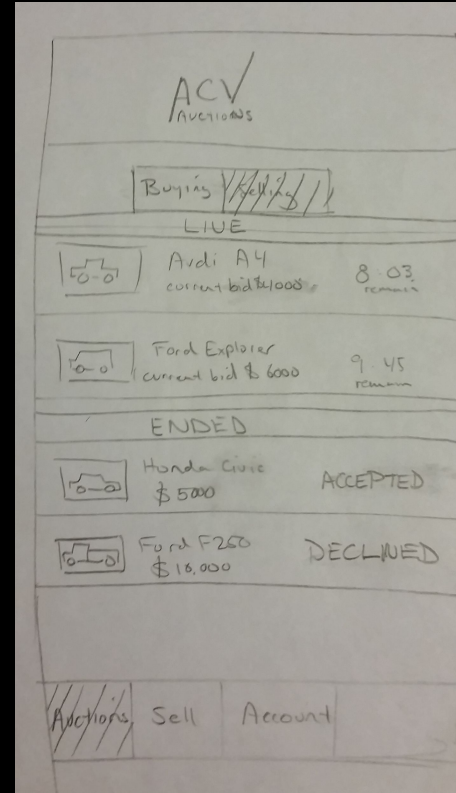 ACV
AUCTIONS
Buying Selling
LIVE
Audi A4
current bid $4000
8:03
remain
Ford Explorer
current bid $ 6000
9:45
remain
ENDED
Honda Civic
$ 5000
ACCEPTED
Ford F250
$ 16,000
DECLINED
Auctions Sell Account